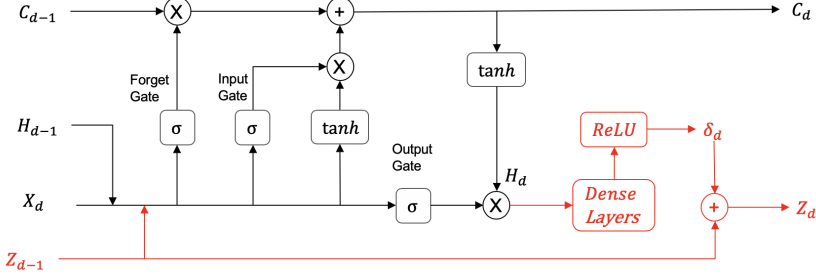 C_{d-1} X + C_d
Forget
Gate
Input
Gate
X
tanh
H_{d-1}
σ
σ
tanh
ReLU
δ_d
Output
Gate
H_d
X_d
σ
X
Dense
Layers
+
Z_d
Z_{d-1}